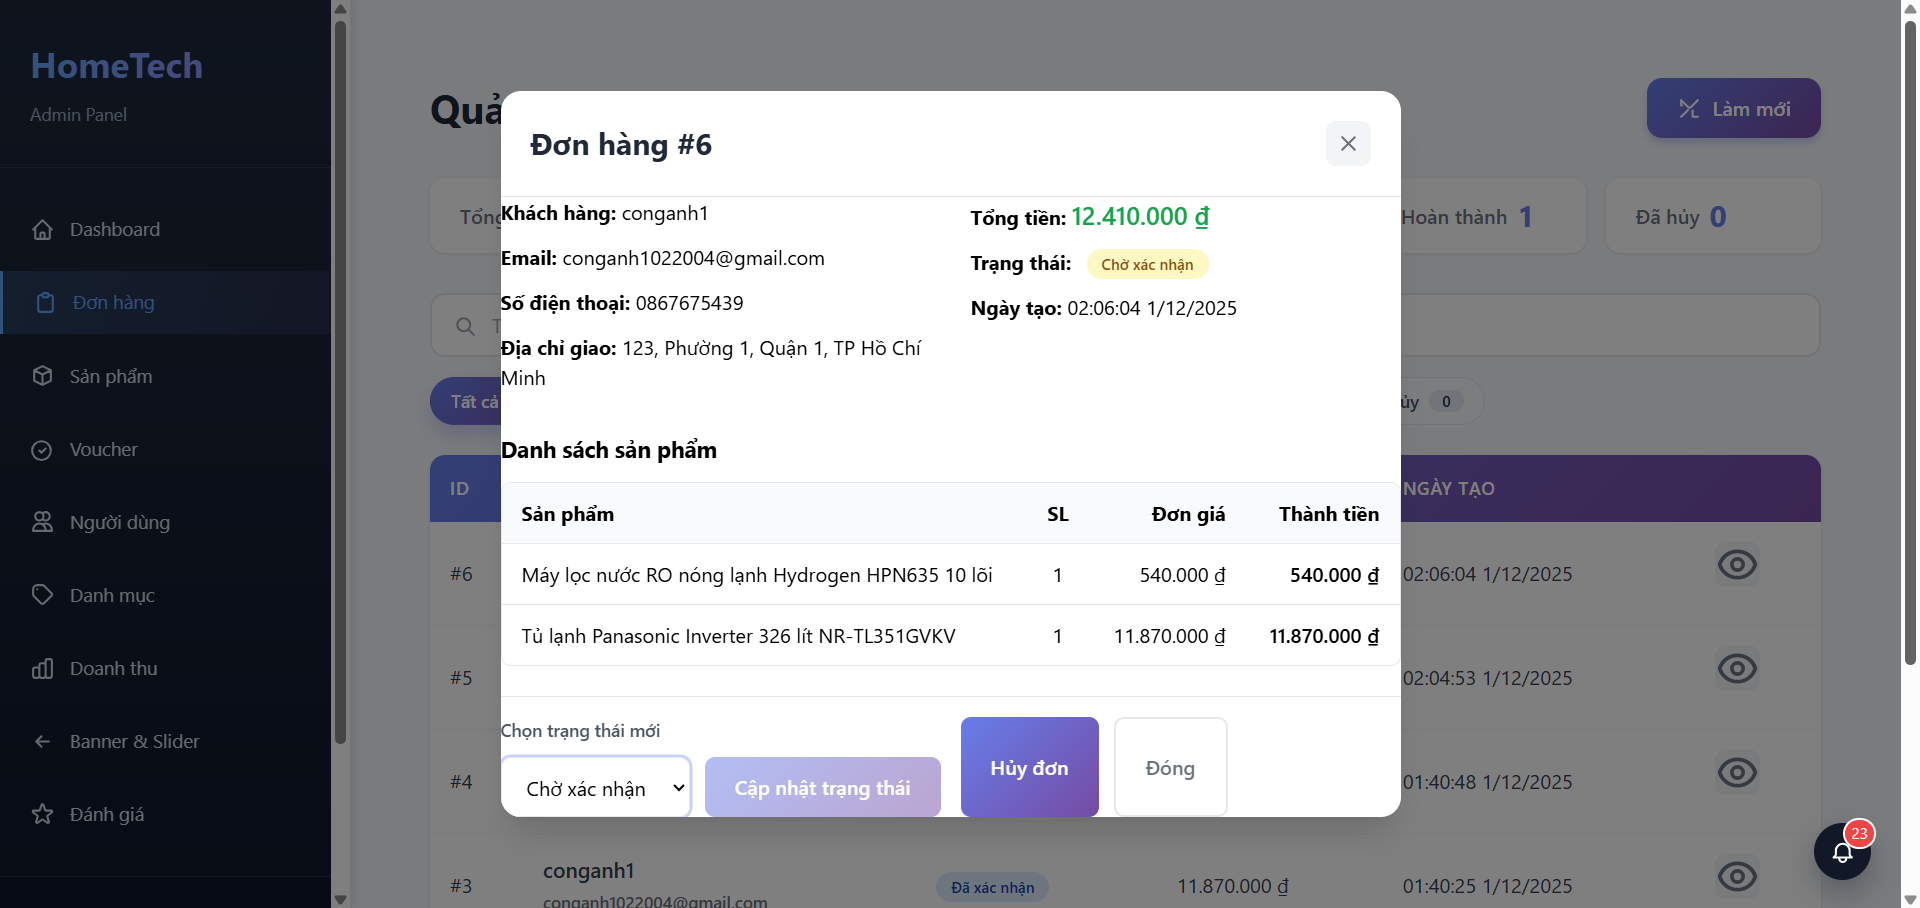 HomeTech
Admin Panel
Dashboard
Đơn hàng
Sản phẩm
Voucher
Người dùng
Danh mục
Doanh thu
Banner & Slider
Đánh giá
Làm mới
Hoàn thành 1
Đã hủy 0
Tất cả
0
ID
NGÀY TẠO
#6
02:06:04 1/12/2025
#5
02:04:53 1/12/2025
#4
01:40:48 1/12/2025
#3
conganh1
conganh1022004@gmail.com
Đã xác nhận
11.870.000 ₫
01:40:25 1/12/2025
23
Đơn hàng #6
Khách hàng: conganh1
Email: conganh1022004@gmail.com
Số điện thoại: 0867675439
Địa chỉ giao: 123, Phường 1, Quận 1, TP Hồ Chí
Minh
Tổng tiền: 12.410.000 ₫
Trạng thái: Chờ xác nhận
Ngày tạo: 02:06:04 1/12/2025
Danh sách sản phẩm
Sản phẩm SL Đơn giá Thành tiền
Máy lọc nước RO nóng lạnh Hydrogen HPN635 10 lõi 1 540.000 ₫ 540.000 ₫
Tủ lạnh Panasonic Inverter 326 lít NR-TL351GVKV 1 11.870.000 ₫ 11.870.000 ₫
Chọn trạng thái mới
Chờ xác nhận
Cập nhật trạng thái
Hủy đơn
Đóng